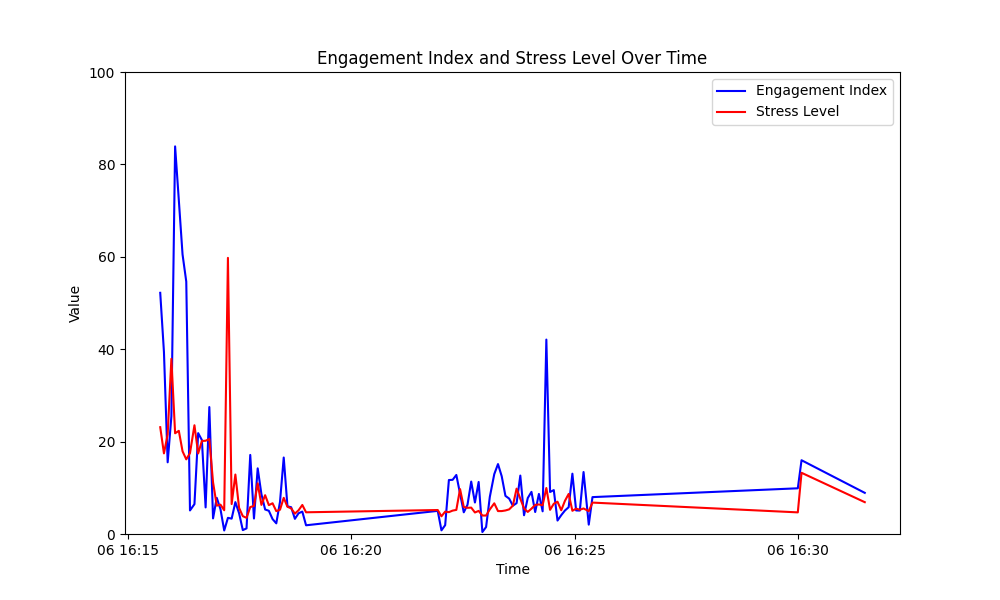 Engagement Index and Stress Level Over Time
100
80
60
40
20
0
Value
Engagement Index
Stress Level
06 16:15
06 16:20
06 16:25
06 16:30
Time